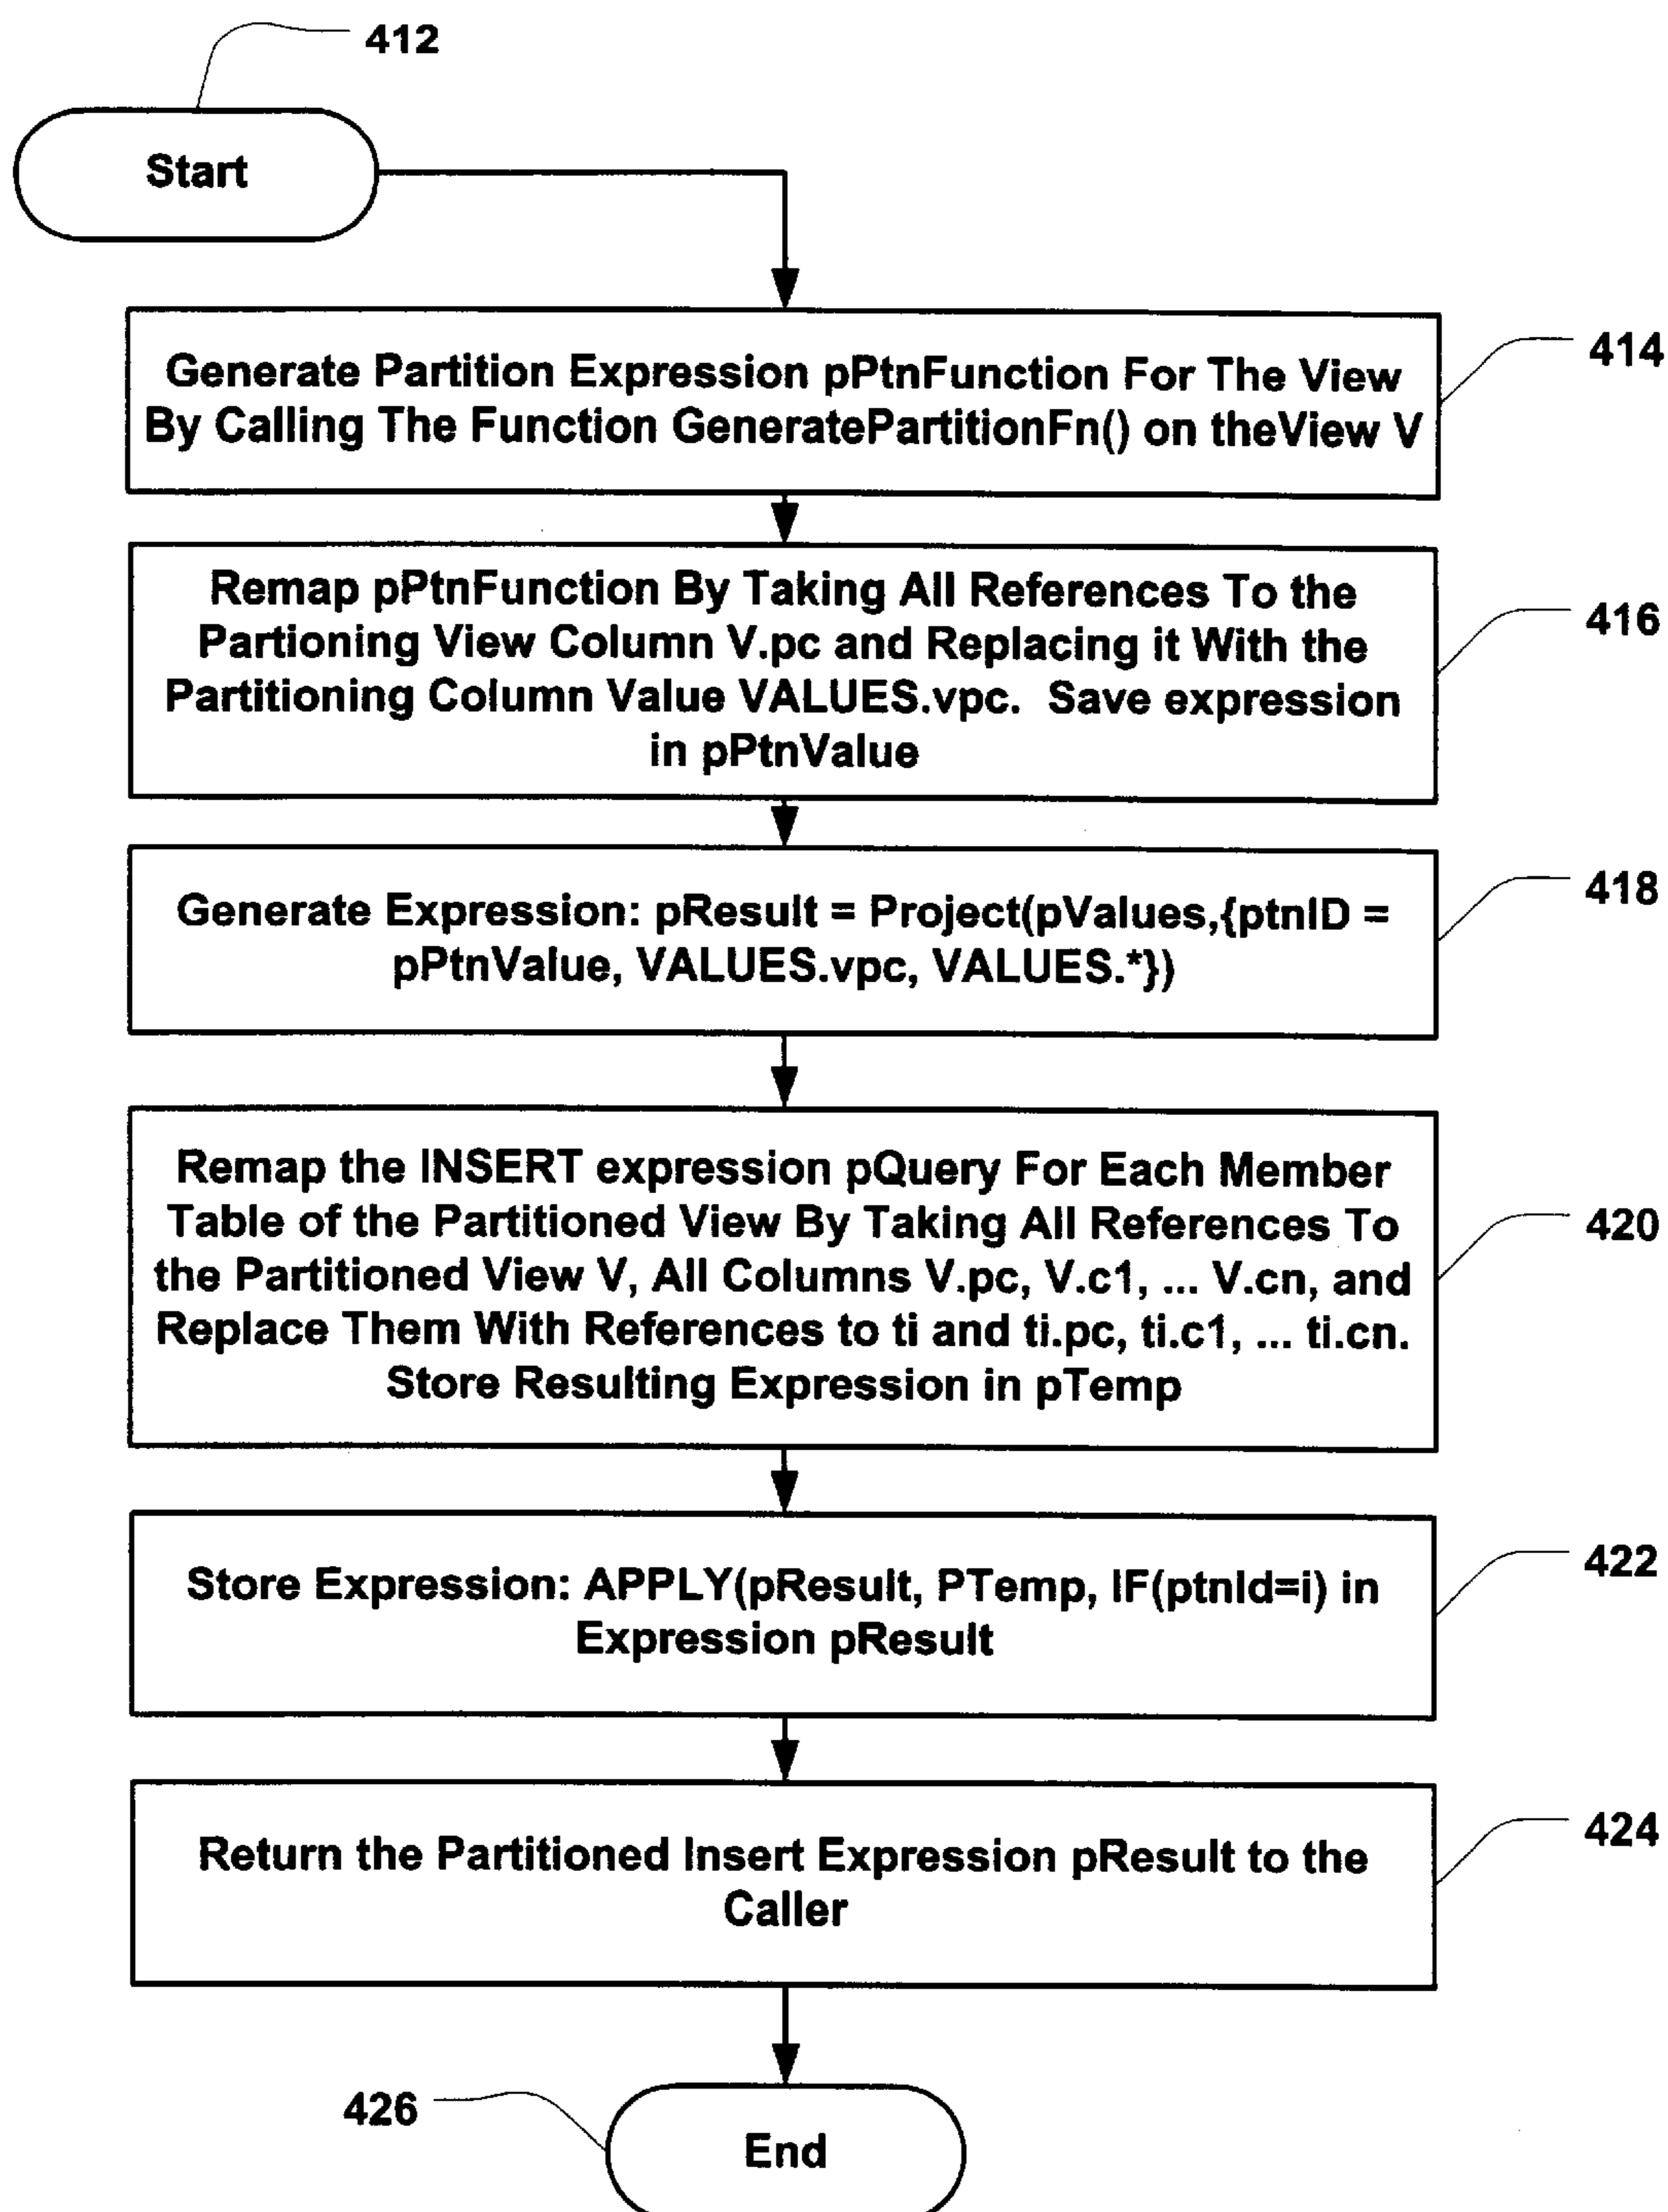 412
Start
414
Generate Partition Expression pPtnFunction For The View
By Calling The Function GeneratePartitionFn() on theView V
416
Remap pPtnFunction By Taking All References To the
Partioning View Column V.pc and Replacing it With the
Partitioning Column Value VALUES.vpc. Save expression
in pPtnValue
418
Generate Expression: pResult = Project(pValues,{ptnID =
pPtnValue, VALUES.vpc, VALUES.*})
420
Remap the INSERT expression pQuery For Each Member
Table of the Partitioned View By Taking All References To
the Partitioned View V, All Columns V.pc, V.c1, ... V.cn, and
Replace Them With References to ti and ti.pc, ti.c1, ... ti.cn.
Store Resulting Expression in pTemp
422
Store Expression: APPLY(pResult, PTemp, IF(ptnId=i) in
Expression pResult
424
Return the Partitioned Insert Expression pResult to the
Caller
426
End